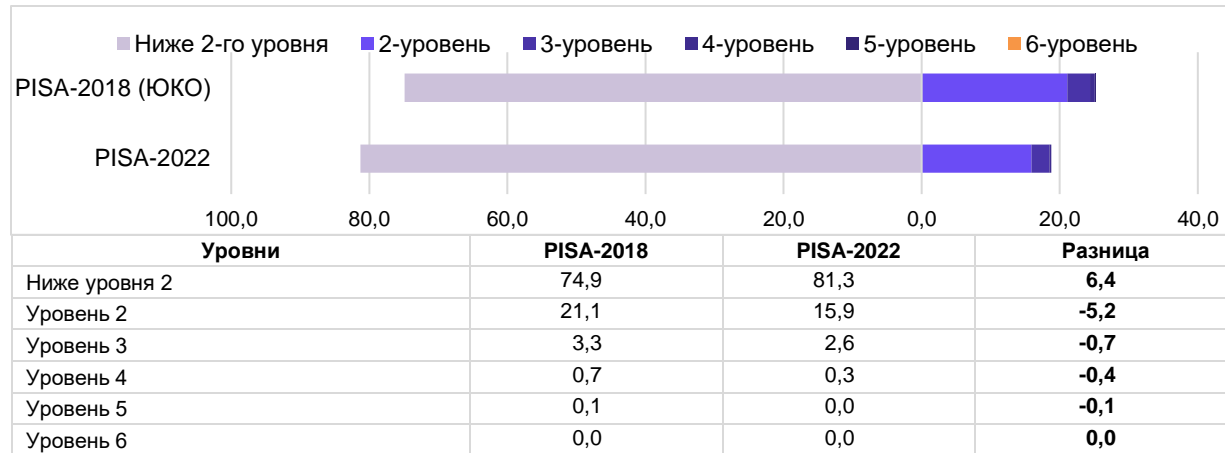 Ниже 2-го уровня 2-уровень 3-уровень 4-уровень 5-уровень 6-уровень
PISA-2018 (ЮКО)
PISA-2022
100,0 80,0 60,0 40,0 20,0 0,0 20,0 40,0
Уровни PISA-2018 PISA-2022 Разница
Ниже уровня 2 74,9 81,3 6,4
Уровень 2 21,1 15,9 -5,2
Уровень 3 3,3 2,6 -0,7
Уровень 4 0,7 0,3 -0,4
Уровень 5 0,1 0,0 -0,1
Уровень 6 0,0 0,0 0,0